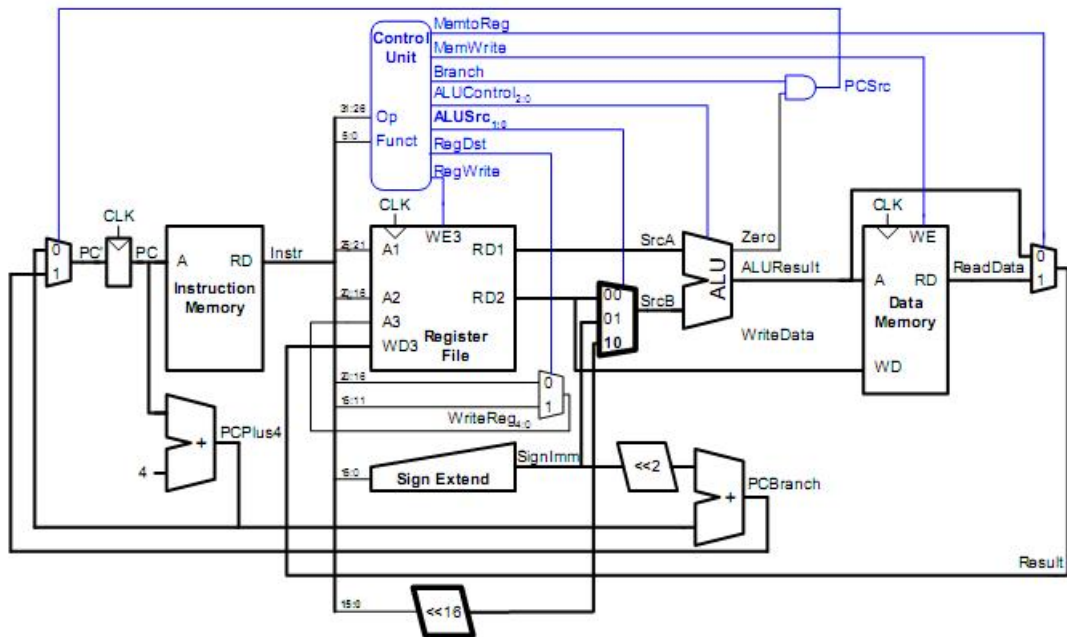 MemtoReg
Control Unit
MemWrite
Branch
ALUControl2:0
PCSrc
31:26
Op
ALUSrc1:0
5:0
Funct
RegDst
RegWrite
CLK
CLK
CLK
0
1
PC'
PC
A
RD
Instruction Memory
Instr
25:21
A1
WE3
RD1
SrcA
Zero
WE
0
1
20:16
A2
RD2
00
01
10
SrcB
ALU
ALUResult
A
RD
ReadData
Data Memory
A3
WD3
Register File
WriteData
WD
20:16
0
15:11
1
WriteReg4:0
PCPlus4
+
4
SignImm
<<2
15:0
Sign Extend
+
PCBranch
Result
15:0
<<16